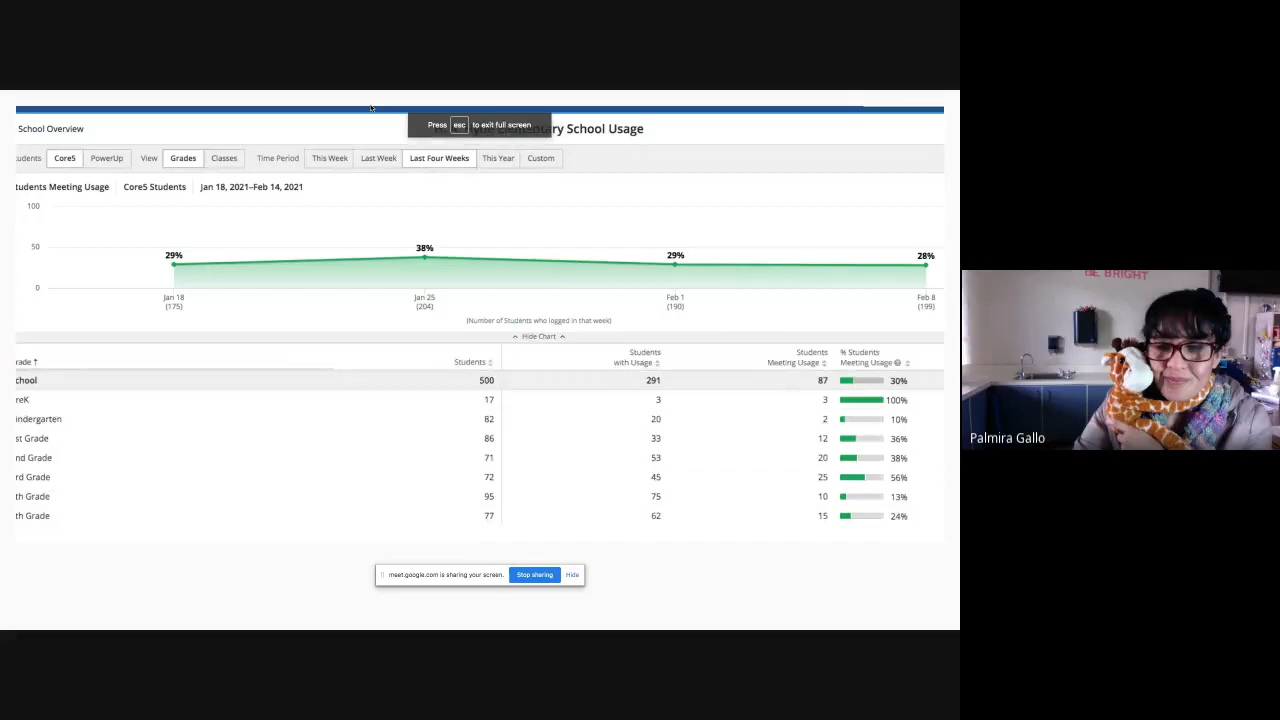 Press esc to exit full screen
School Overview
ary School Usage
tudents Core5 PowerUp View Grades Classes Time Period This Week Last Week Last Four Weeks This Year Custom
tudents Meeting Usage Core5 Students Jan 18, 2021–Feb 14, 2021
100
50
0
29%
38%
29%
28%
Jan 18
(175)
Jan 25
(204)
Feb 1
(190)
Feb 8
(199)
(Number of Students who logged in that week)
Hide Chart
rade Students Students with Usage Students Meeting Usage % Students Meeting Usage
chool 500 291 87 30%
reK 17 3 3 100%
indergarten 82 20 2 10%
st Grade 86 33 12 36%
nd Grade 71 53 20 38%
rd Grade 72 45 25 56%
th Grade 95 75 10 13%
th Grade 77 62 15 24%
meet.google.com is sharing your screen. Stop sharing Hide
BE BRIGHT
Palmira Gallo